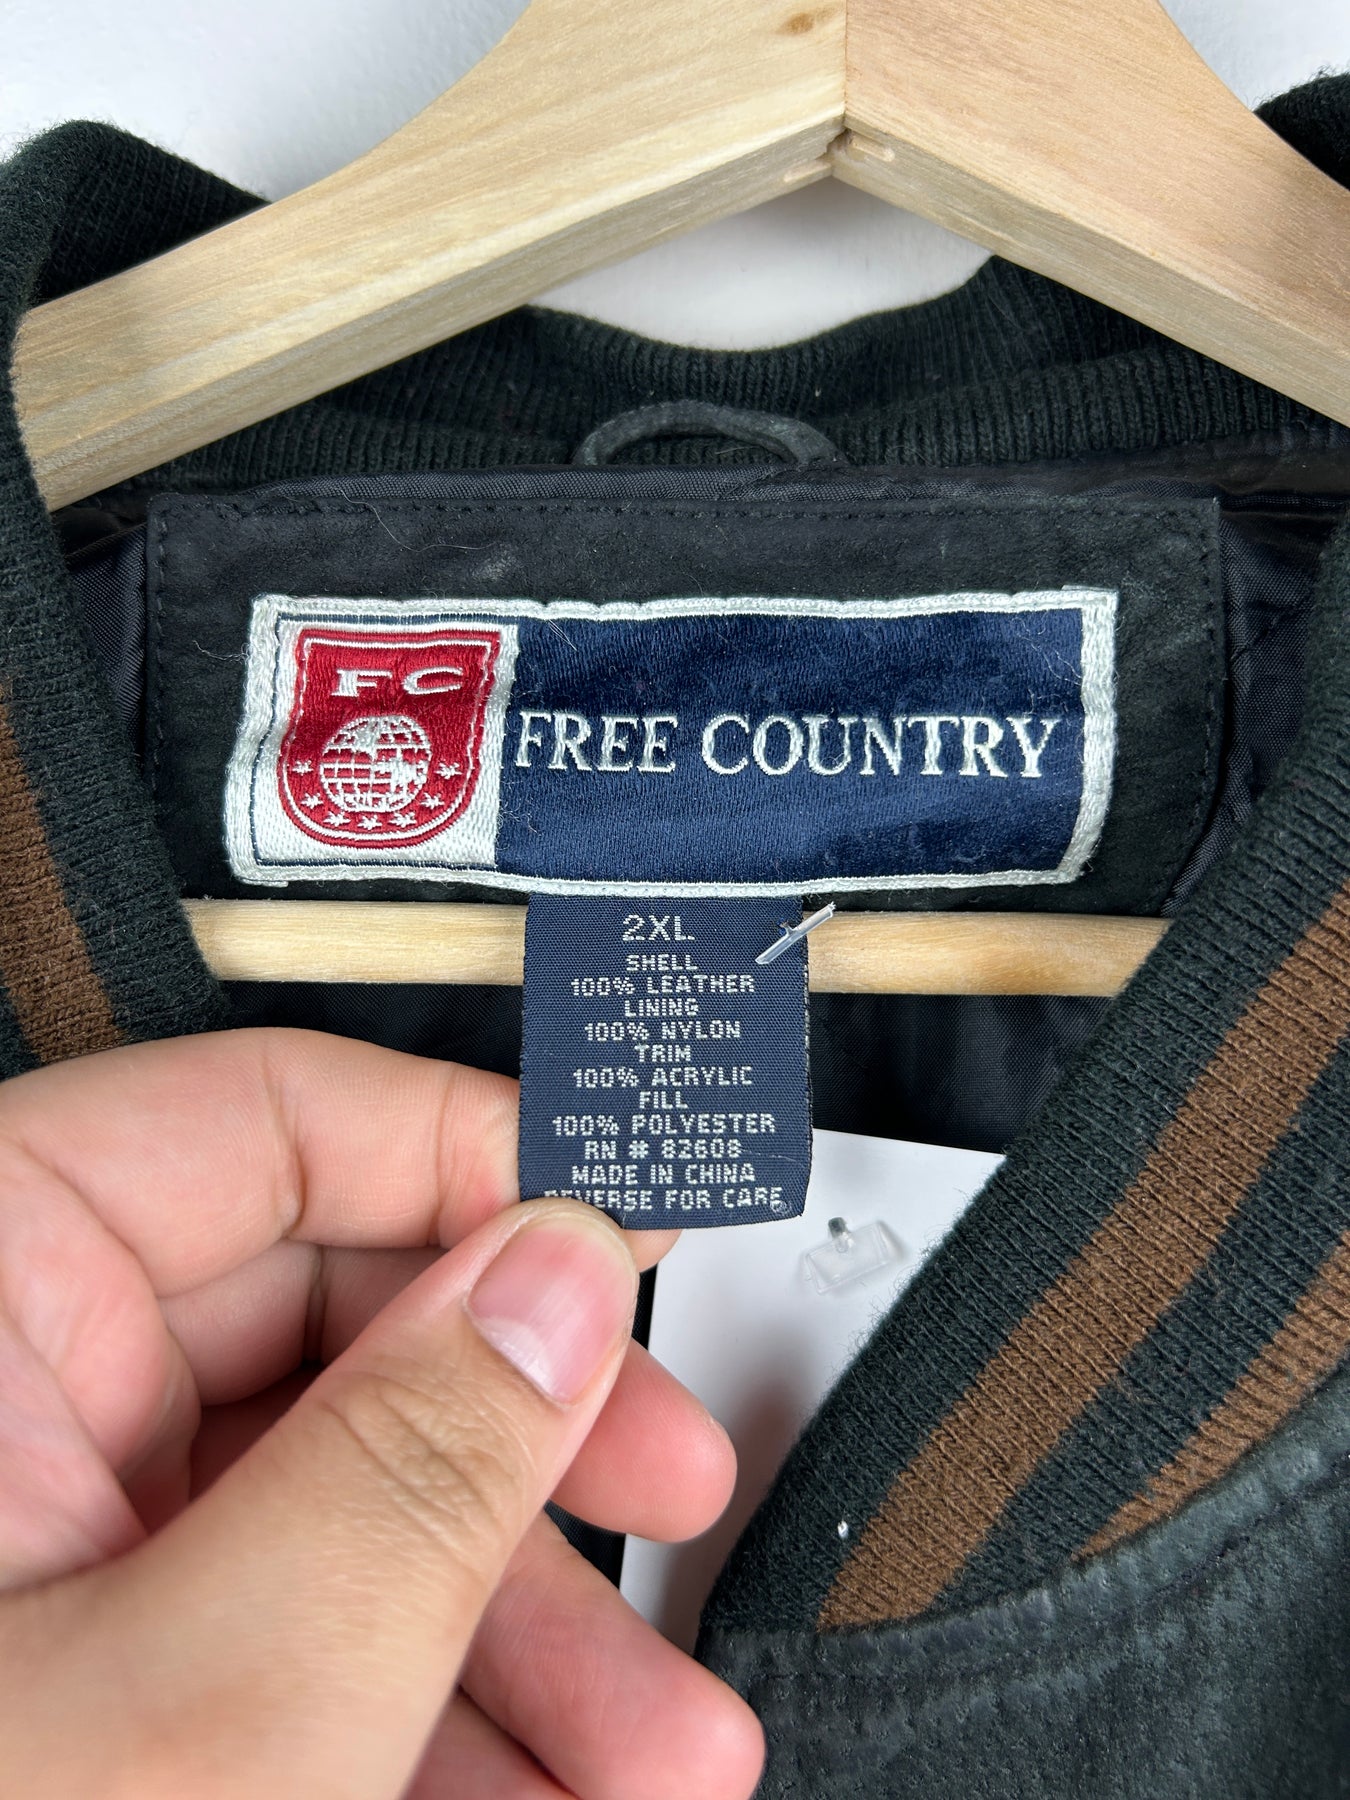 FC
FREE COUNTRY
2XL
SHELL
100% LEATHER
LINING
100% NYLON
TRIM
100% ACRYLIC
FILL
100% POLYESTER
RN # 82608
MADE IN CHINA
REVERSE FOR CARE